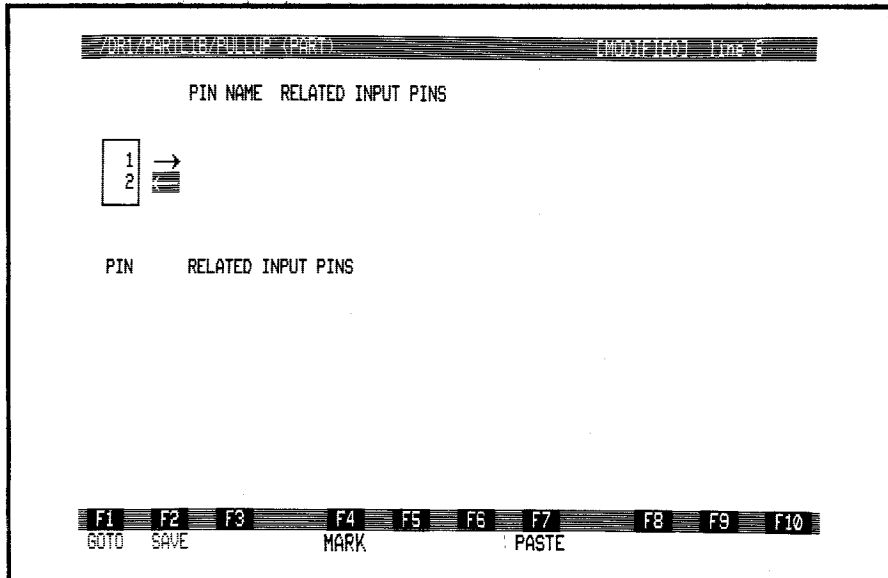 /DR1/PARTLIB/PULLUP (PART) [MODIFIED] line 6
PIN NAME RELATED INPUT PINS
1 →
2 ←
PIN RELATED INPUT PINS
F1 F2 F3 F4 F5 F6 F7 F8 F9 F10
GOTO SAVE MARK PASTE